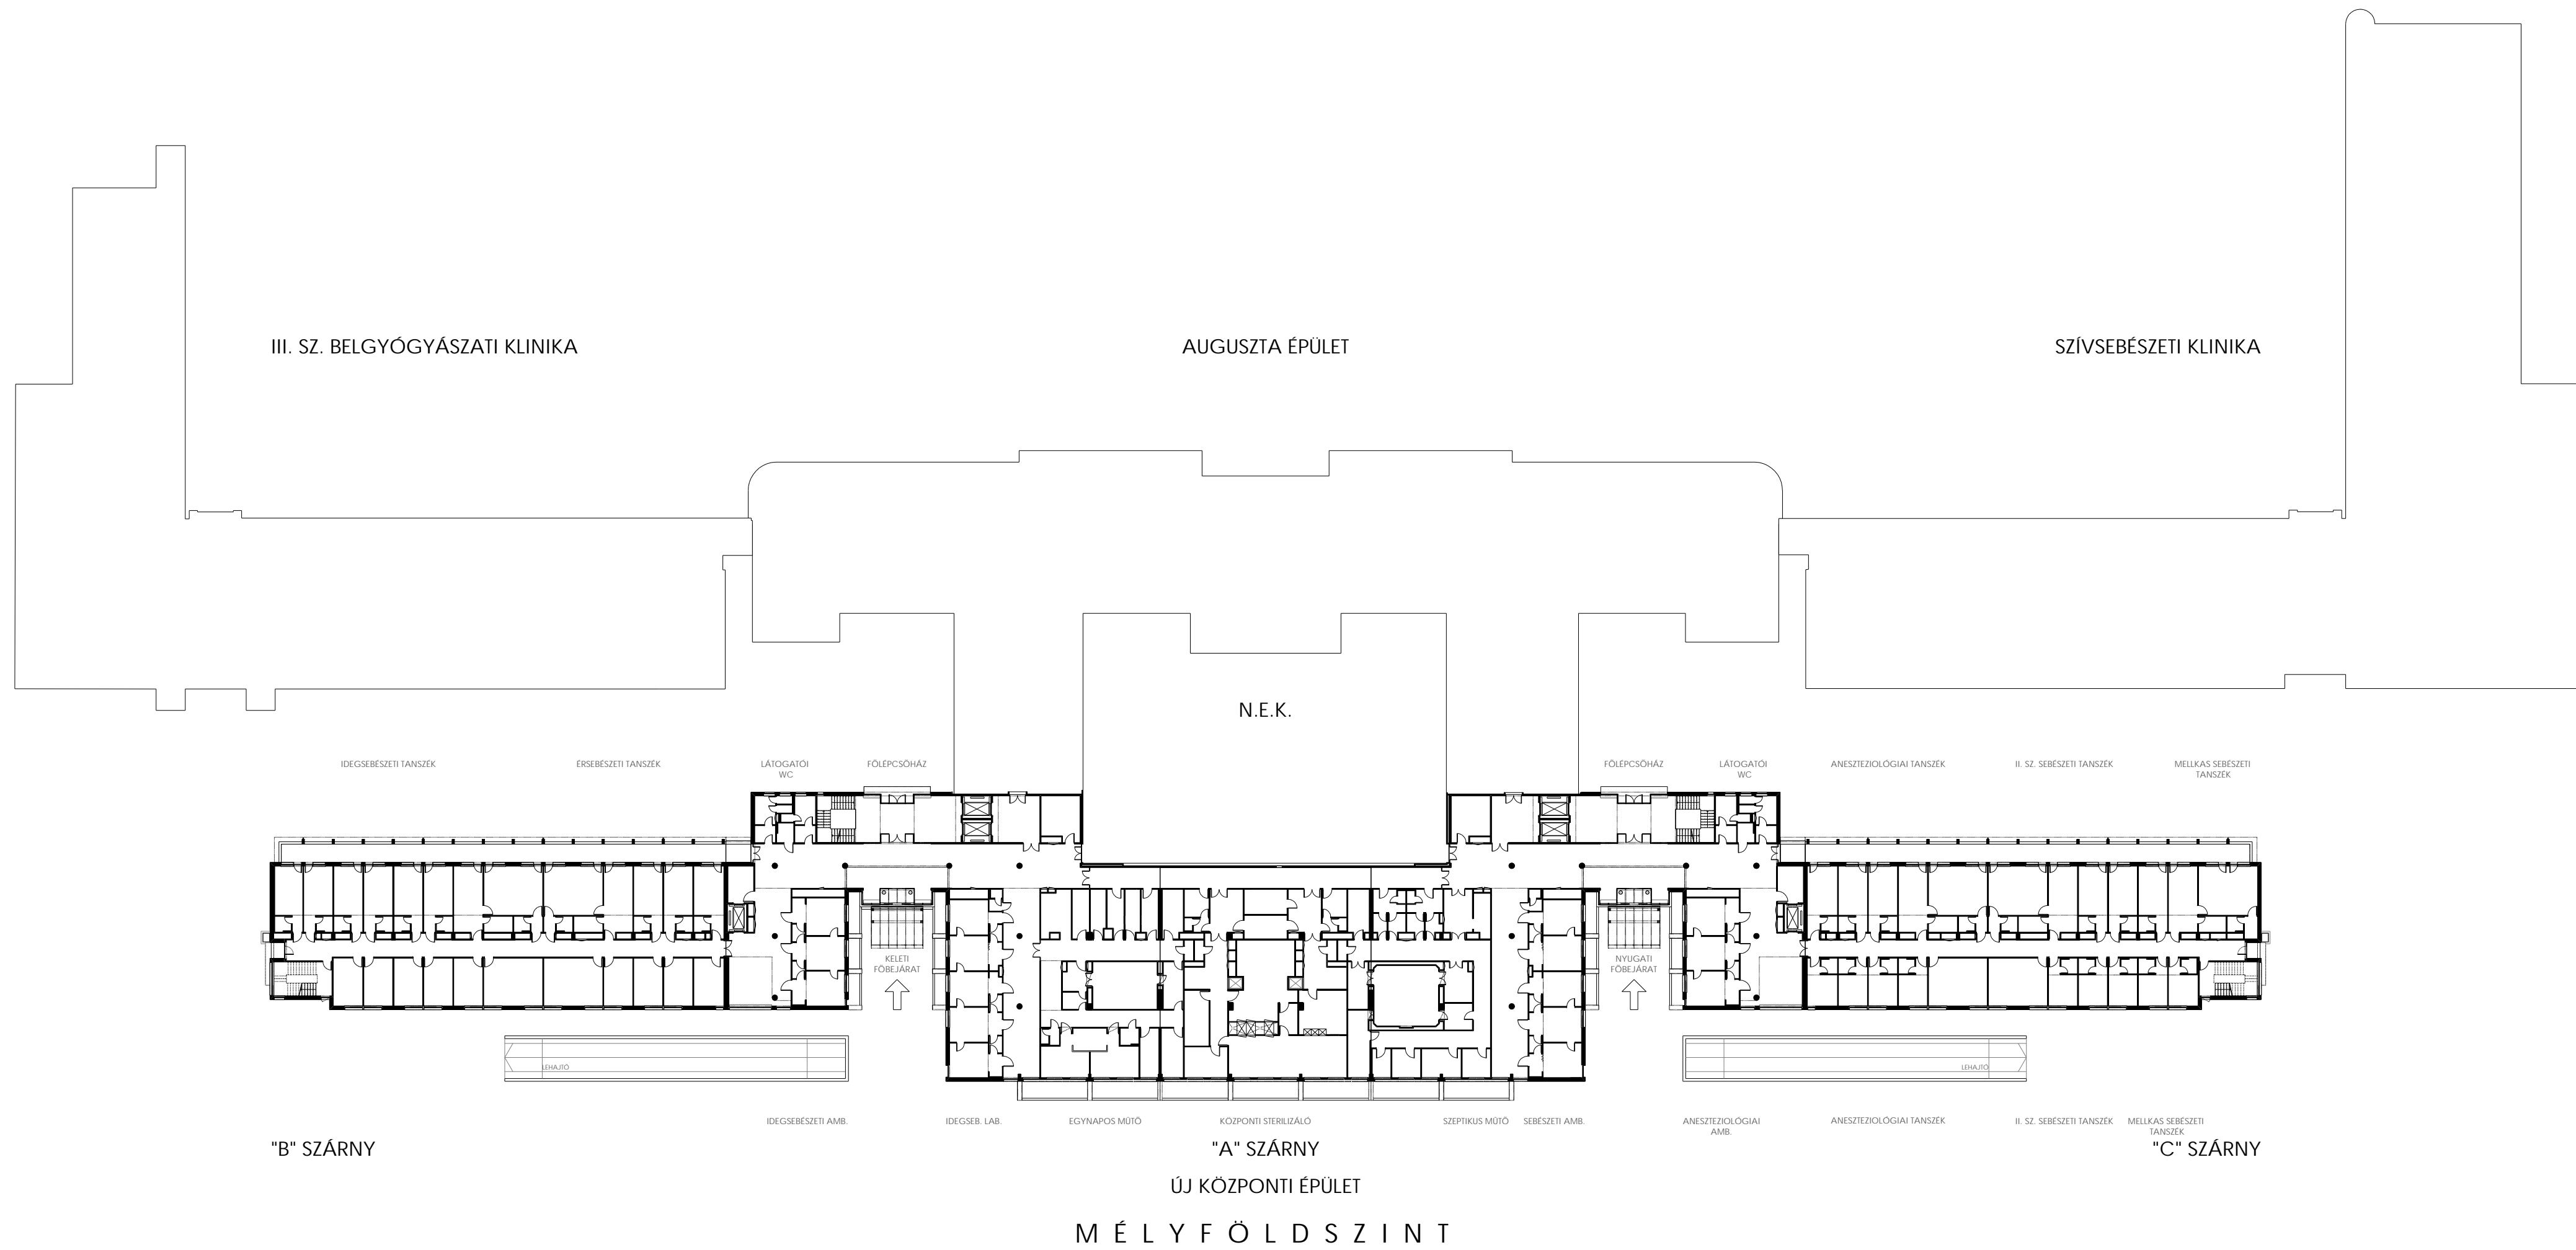 III. SZ. BELGYÓGYÁSZATI KLINIKA
AUGUSZTA ÉPÜLET
SZÍVSEBÉSZETI KLINIKA
N.E.K.
IDEGSEBÉSZETI TANSZÉK
ÉRSEBÉSZETI TANSZÉK
LÁTOGATÓI
WC
FŐLÉPCSŐHÁZ
FŐLÉPCSŐHÁZ
LÁTOGATÓI
WC
ANESZTEZIOLÓGIAI TANSZÉK
II. SZ. SEBÉSZETI TANSZÉK
MELLKAS SEBÉSZETI
TANSZÉK
KELETI
FŐBEJÁRAT
NYUGATI
FŐBEJÁRAT
LEHAJTÓ
LEHAJTÓ
IDEGSEBÉSZETI AMB.
IDEGSEB. LAB.
EGYNAPOS MŰTŐ
KÖZPONTI STERILIZÁLÓ
SZEPTIKUS MŰTŐ
SEBÉSZETI AMB.
ANESZTEZIOLÓGIAI
AMB.
ANESZTEZIOLÓGIAI TANSZÉK
II. SZ. SEBÉSZETI TANSZÉK
MELLKAS SEBÉSZETI
TANSZÉK
"B" SZÁRNY
"A" SZÁRNY
"C" SZÁRNY
ÚJ KÖZPONTI ÉPÜLET
MÉLYFÖLDSZINT